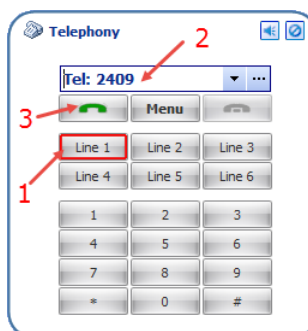 Telephony
2
Tel: 2409
3
Menu
Line 1 Line 2 Line 3
1
Line 4 Line 5 Line 6
1 2 3
4 5 6
7 8 9
* 0 #